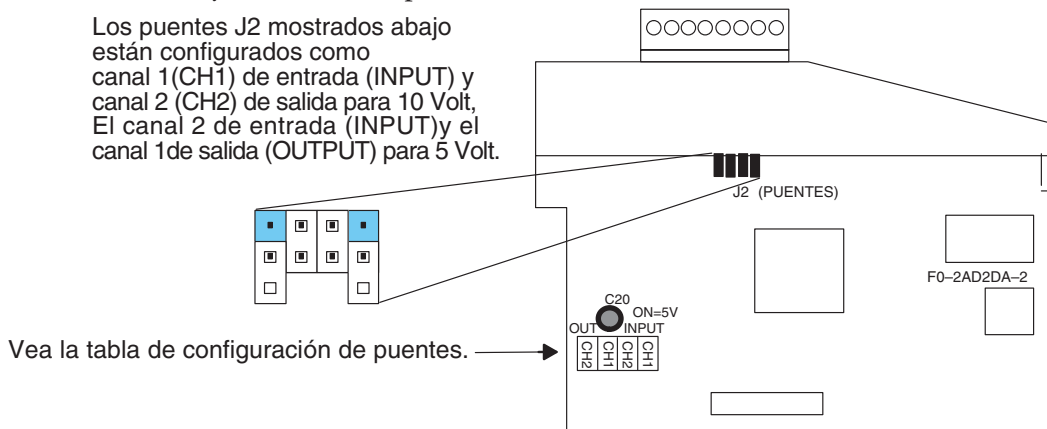 Los puentes J2 mostrados abajo
están configurados como
canal 1(CH1) de entrada (INPUT) y
canal 2 (CH2) de salida para 10 Volt,
El canal 2 de entrada (INPUT)y el
canal 1de salida (OUTPUT) para 5 Volt.
J2 (PUENTES)
F0–2AD2DA–2
C20
ON=5V
OUT INPUT
CH2 CH1 CH2 CH1
Vea la tabla de configuración de puentes.